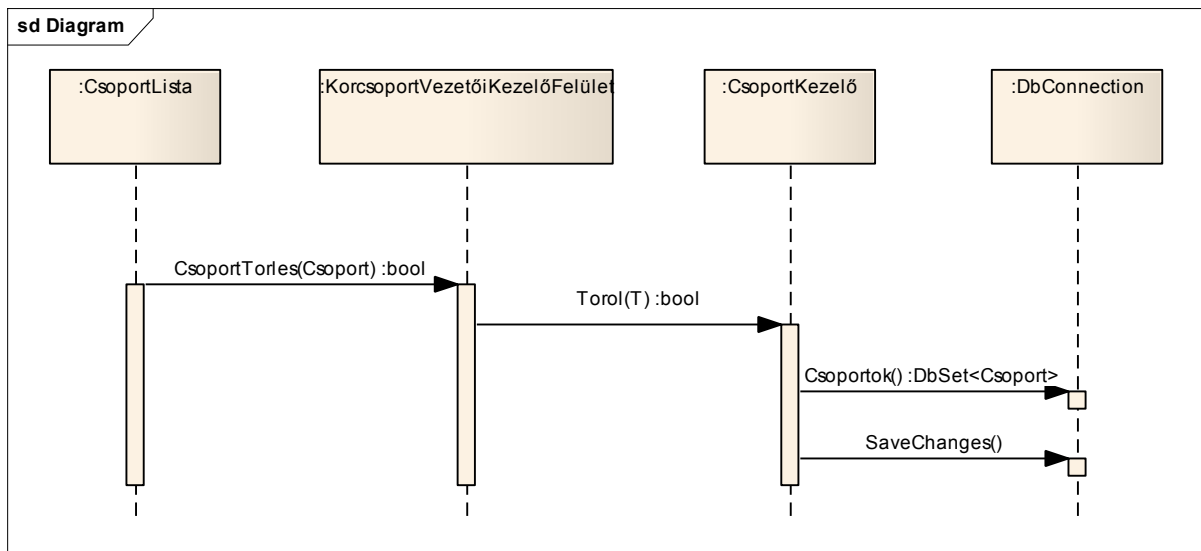 sd Diagram
:CsoportLista
:KorcsoportVezetőiKezelőFelület
:CsoportKezelő
:DbConnection
CsoportTorles(Csoport) :bool
Torol(T) :bool
Csoportok() :DbSet<Csoport>
SaveChanges()